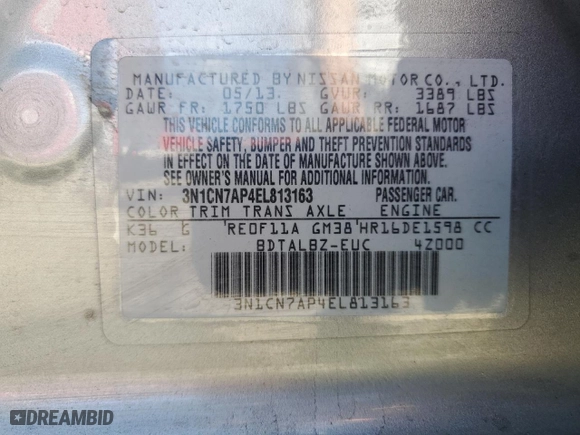 MANUFACTURED BY NISSAN MOTOR CO., LTD.
DATE: 05/13 GVWR: 3389 LBS
GAWR FR: 1750 LBS GAWR RR: 1687 LBS
THIS VEHICLE CONFORMS TO ALL APPLICABLE FEDERAL MOTOR
VEHICLE SAFETY, BUMPER AND THEFT PREVENTION STANDARDS
IN EFFECT ON THE DATE OF MANUFACTURE SHOWN ABOVE.
SEE OWNER'S MANUAL FOR ADDITIONAL INFORMATION.
VIN: 3N1CN7AP4EL813163 PASSENGER CAR.
COLOR TRIM TRANS AXLE ENGINE
K36 G 'RE0F11A GM38'HR16DE1598 CC
MODEL: BDTALBZ-EUC 4Z000
3N1CN7AP4EL813163
DREAMBID